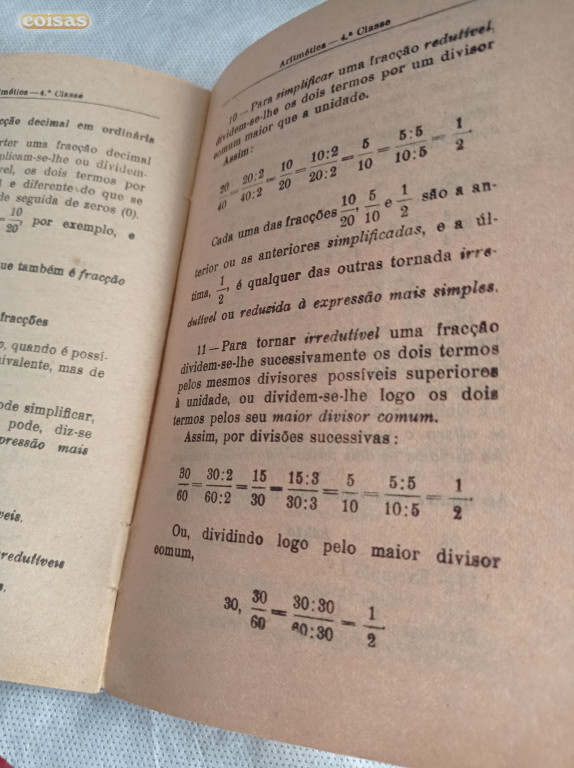 coisas
mética — 4.ª Classe
cção decimal em ordinária
rter uma fracção decimal
plicam-se-lhe ou dividem-
vel, os dois termos por
l e diferente do que se
de seguida de zeros (0).
= 10/20, por exemplo, e
ue também é fracção
fracções
o, quando é possí-
uivalente, mas de
ode simplificar,
pode, diz-se
pressão mais
veis.
rredutíveis
s.
Aritmética — 4.ª Classe
10 — Para simplificar uma fracção redutível,
dividem-se-lhe os dois termos por um divisor
comum maior que a unidade.
Assim:
20/40 = 20:2/40:2 = 10/20 = 10:2/20:2 = 5/10 = 5:5/10:5 = 1/2.
Cada uma das fracções 10/20, 5/10 e 1/2 são a an-
terior ou as anteriores simplificadas, e a úl-
tima, 1/2, é qualquer das outras tornada irre-
dutível ou reduzida à expressão mais simples.
11 — Para tornar irredutível uma fracção
dividem-se-lhe sucessivamente os dois termos
pelos mesmos divisores possíveis superiores
à unidade, ou dividem-se-lhe logo os dois
termos pelos seu maior divisor comum.
Assim, por divisões sucessivas:
30/60 = 30:2/60:2 = 15/30 = 15:3/30:3 = 5/10 = 5:5/10:5 = 1/2.
Ou, dividindo logo pelo maior divisor
comum,
30, 30/60 = 30:30/60:30 = 1/2.